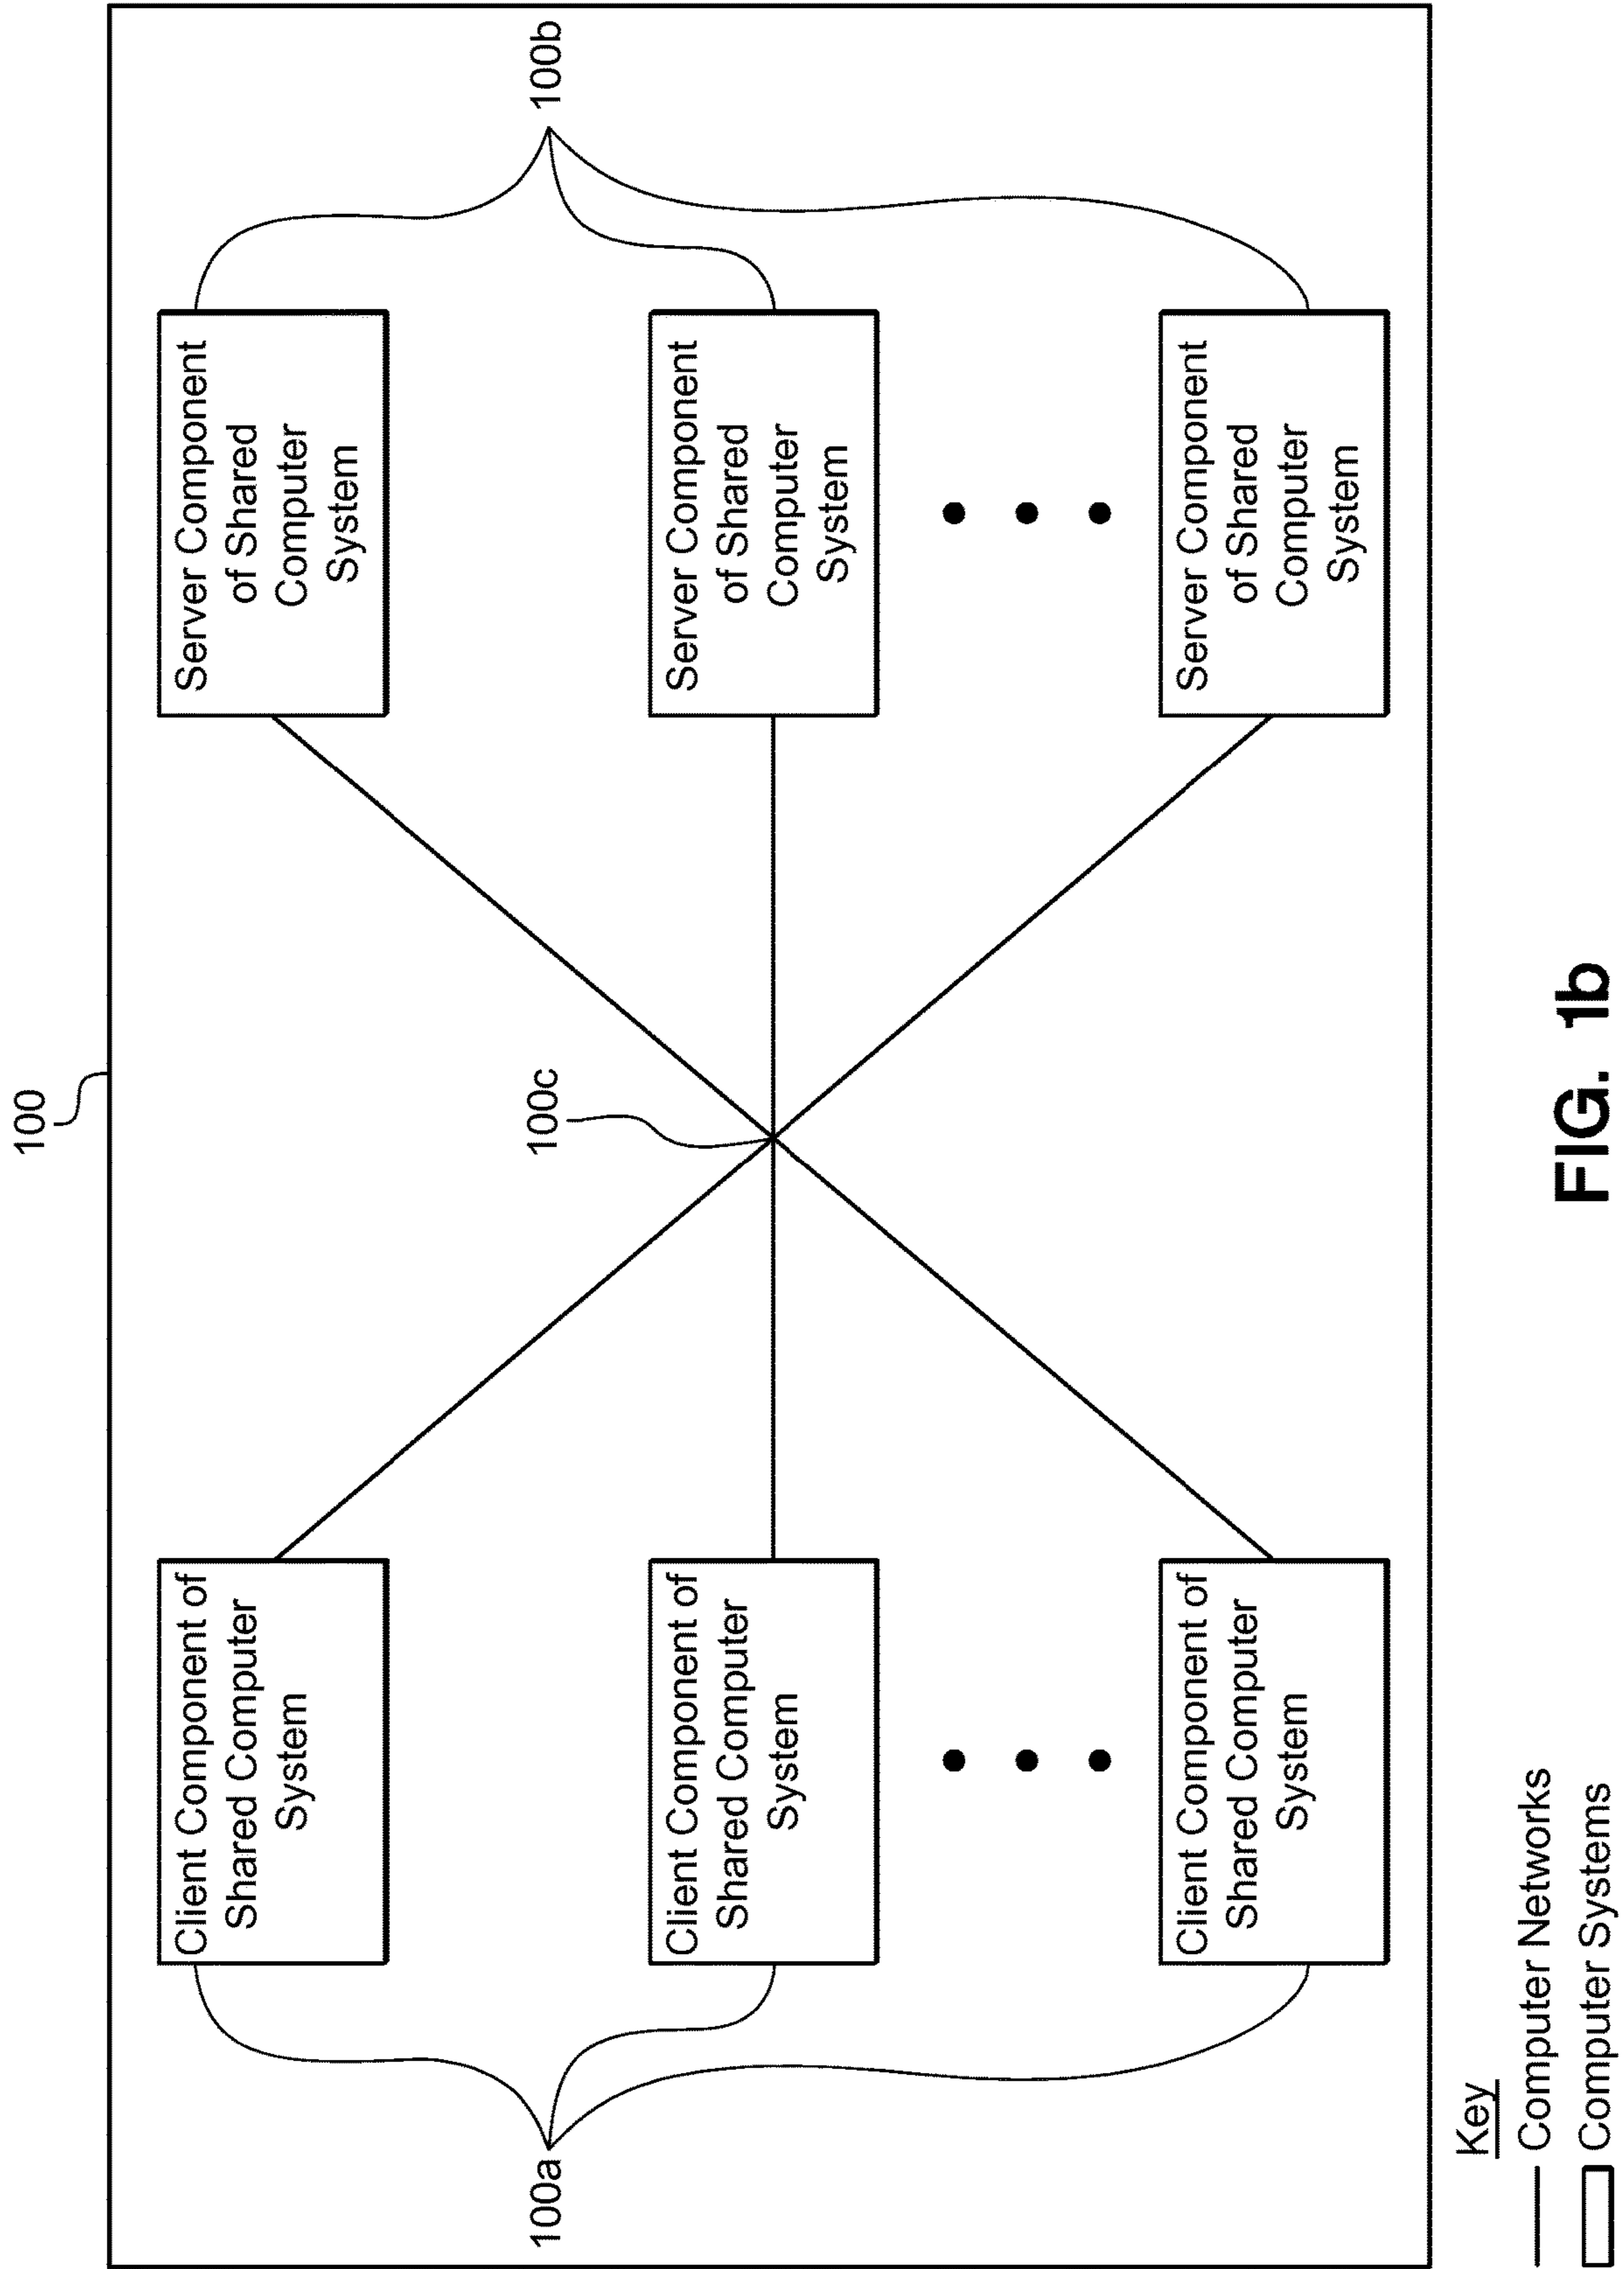 100
Client Component of
Shared Computer
System
Server Component
of Shared
Computer
System
100a
100c
100b
Client Component of
Shared Computer
System
Server Component
of Shared
Computer
System
Client Component of
Shared Computer
System
Server Component
of Shared
Computer
System
Key
Computer Networks
Computer Systems
FIG. 1b